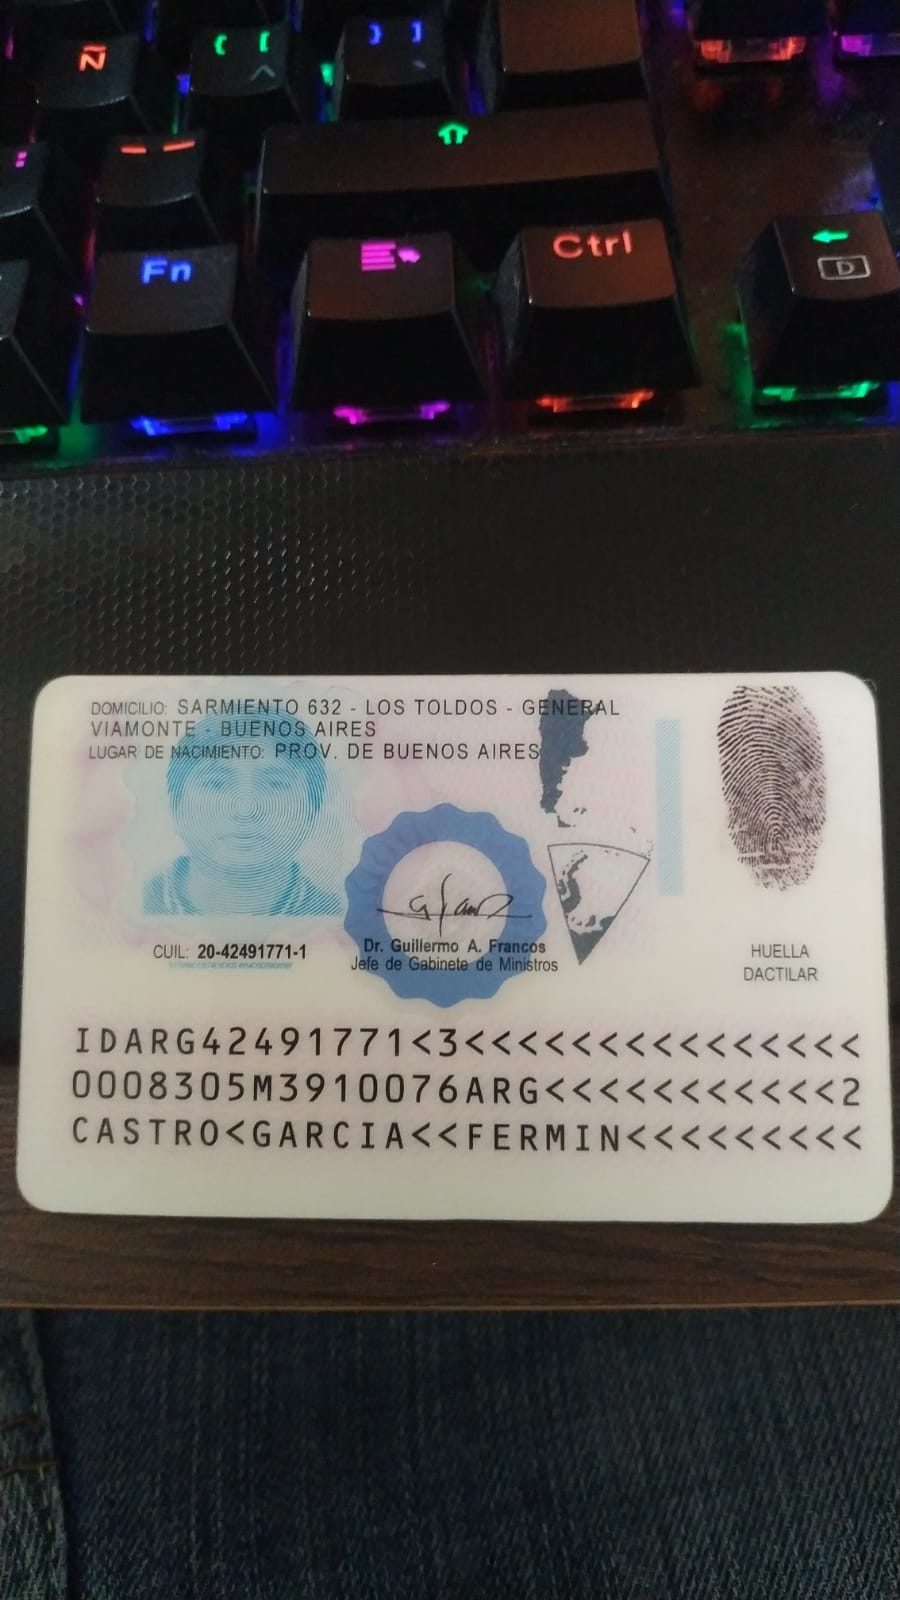 Ñ
{ [
^
} ]
`
:
_ -
Fn
Ctrl
D
DOMICILIO: SARMIENTO 632 - LOS TOLDOS - GENERAL
VIAMONTE - BUENOS AIRES
LUGAR DE NACIMIENTO: PROV. DE BUENOS AIRES
CUIL: 20-42491771-1
Dr. Guillermo A. Francos
Jefe de Gabinete de Ministros
HUELLA
DACTILAR
IDARG42491771<3<<<<<<<<<<<<<<<
0008305M3910076ARG<<<<<<<<<<<2
CASTRO<GARCIA<<FERMIN<<<<<<<<<